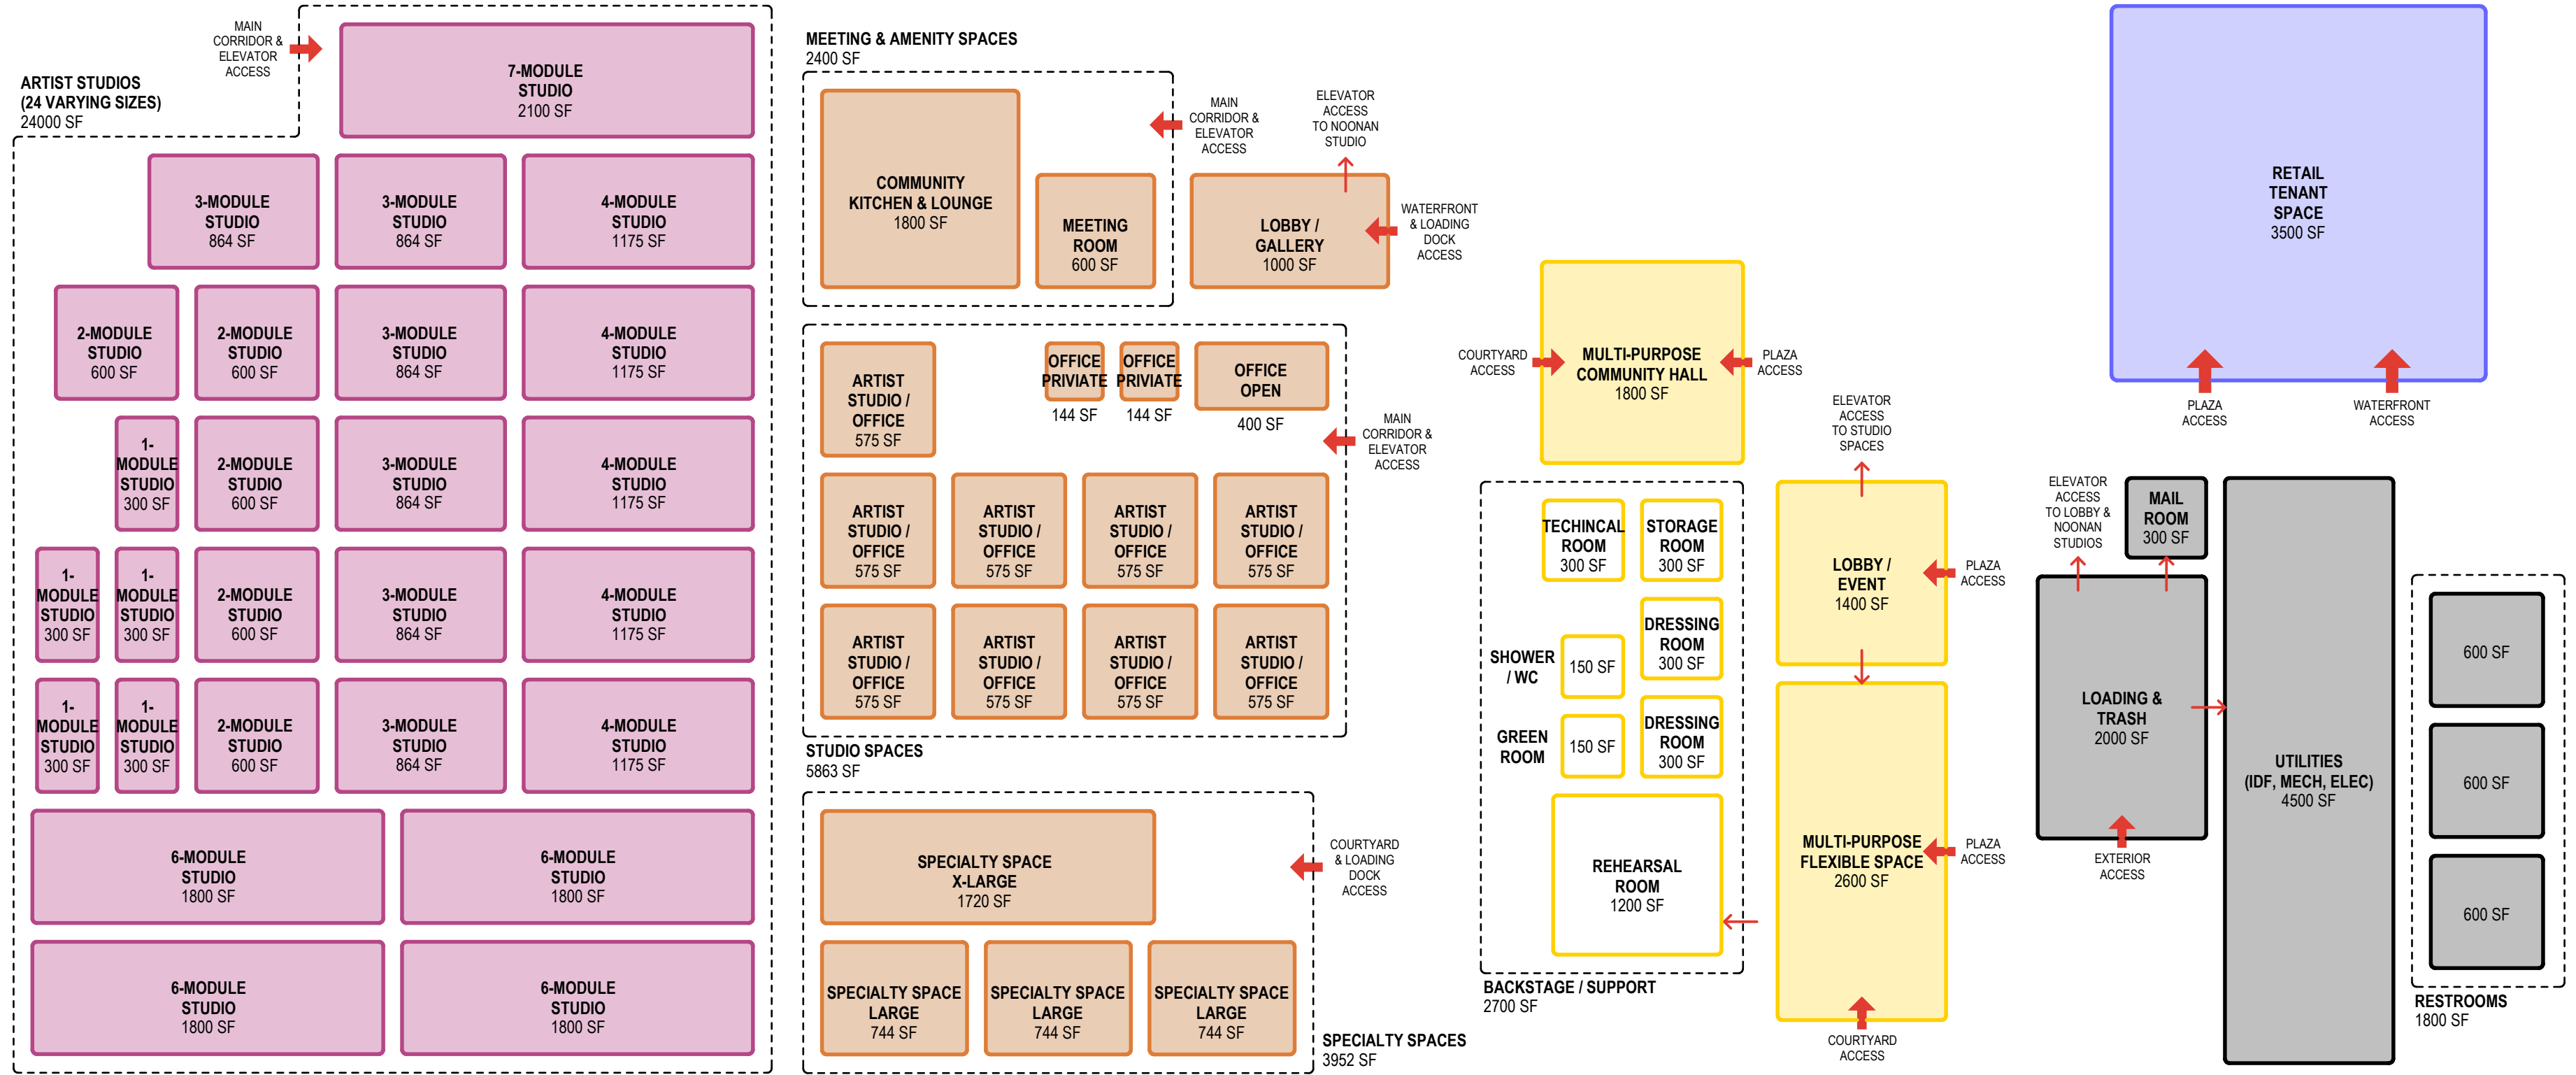 MAIN
CORRIDOR &
ELEVATOR
ACCESS
ARTIST STUDIOS
(24 VARYING SIZES)
24000 SF
7-MODULE
STUDIO
2100 SF
3-MODULE
STUDIO
864 SF
3-MODULE
STUDIO
864 SF
4-MODULE
STUDIO
1175 SF
2-MODULE
STUDIO
600 SF
2-MODULE
STUDIO
600 SF
3-MODULE
STUDIO
864 SF
4-MODULE
STUDIO
1175 SF
1-
MODULE
STUDIO
300 SF
2-MODULE
STUDIO
600 SF
3-MODULE
STUDIO
864 SF
4-MODULE
STUDIO
1175 SF
1-
MODULE
STUDIO
300 SF
1-
MODULE
STUDIO
300 SF
2-MODULE
STUDIO
600 SF
3-MODULE
STUDIO
864 SF
4-MODULE
STUDIO
1175 SF
1-
MODULE
STUDIO
300 SF
1-
MODULE
STUDIO
300 SF
2-MODULE
STUDIO
600 SF
3-MODULE
STUDIO
864 SF
4-MODULE
STUDIO
1175 SF
6-MODULE
STUDIO
1800 SF
6-MODULE
STUDIO
1800 SF
6-MODULE
STUDIO
1800 SF
6-MODULE
STUDIO
1800 SF
MEETING & AMENITY SPACES
2400 SF
COMMUNITY
KITCHEN & LOUNGE
1800 SF
MEETING
ROOM
600 SF
MAIN
CORRIDOR &
ELEVATOR
ACCESS
ELEVATOR
ACCESS
TO NOONAN
STUDIO
LOBBY /
GALLERY
1000 SF
WATERFRONT
& LOADING
DOCK
ACCESS
ARTIST
STUDIO /
OFFICE
575 SF
OFFICE
PRIVIATE
144 SF
OFFICE
PRIVIATE
144 SF
OFFICE
OPEN
400 SF
MAIN
CORRIDOR &
ELEVATOR
ACCESS
ARTIST
STUDIO /
OFFICE
575 SF
ARTIST
STUDIO /
OFFICE
575 SF
ARTIST
STUDIO /
OFFICE
575 SF
ARTIST
STUDIO /
OFFICE
575 SF
ARTIST
STUDIO /
OFFICE
575 SF
ARTIST
STUDIO /
OFFICE
575 SF
ARTIST
STUDIO /
OFFICE
575 SF
ARTIST
STUDIO /
OFFICE
575 SF
STUDIO SPACES
5863 SF
SPECIALTY SPACE
X-LARGE
1720 SF
COURTYARD
& LOADING
DOCK
ACCESS
SPECIALTY SPACE
LARGE
744 SF
SPECIALTY SPACE
LARGE
744 SF
SPECIALTY SPACE
LARGE
744 SF
SPECIALTY SPACES
3952 SF
COURTYARD
ACCESS
MULTI-PURPOSE
COMMUNITY HALL
1800 SF
PLAZA
ACCESS
TECHINCAL
ROOM
300 SF
STORAGE
ROOM
300 SF
SHOWER
/ WC
150 SF
DRESSING
ROOM
300 SF
GREEN
ROOM
150 SF
DRESSING
ROOM
300 SF
REHEARSAL
ROOM
1200 SF
BACKSTAGE / SUPPORT
2700 SF
ELEVATOR
ACCESS
TO STUDIO
SPACES
LOBBY /
EVENT
1400 SF
PLAZA
ACCESS
MULTI-PURPOSE
FLEXIBLE SPACE
2600 SF
PLAZA
ACCESS
COURTYARD
ACCESS
RETAIL
TENANT
SPACE
3500 SF
PLAZA
ACCESS
WATERFRONT
ACCESS
ELEVATOR
ACCESS
TO LOBBY &
NOONAN
STUDIOS
MAIL
ROOM
300 SF
LOADING &
TRASH
2000 SF
EXTERIOR
ACCESS
UTILITIES
(IDF, MECH, ELEC)
4500 SF
600 SF
600 SF
600 SF
RESTROOMS
1800 SF